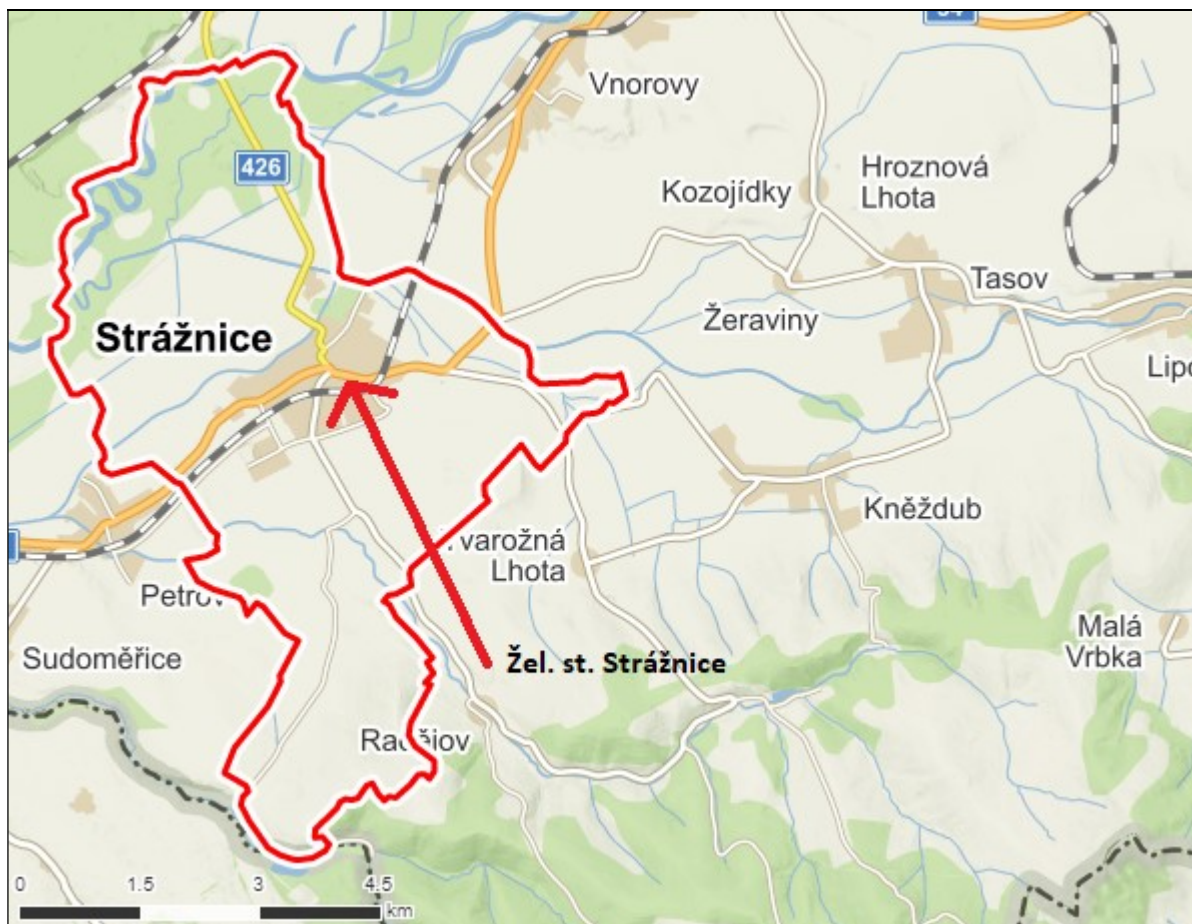 Vnorovy
426
Kozojídky
Hroznová
Lhota
Tasov
Žeraviny
Strážnice
Kněždub
varožná
Lhota
Petrov
Malá
Vrbka
Sudoměřice
Žel. st. Strážnice
Radějov
0 1.5 3 4.5
km